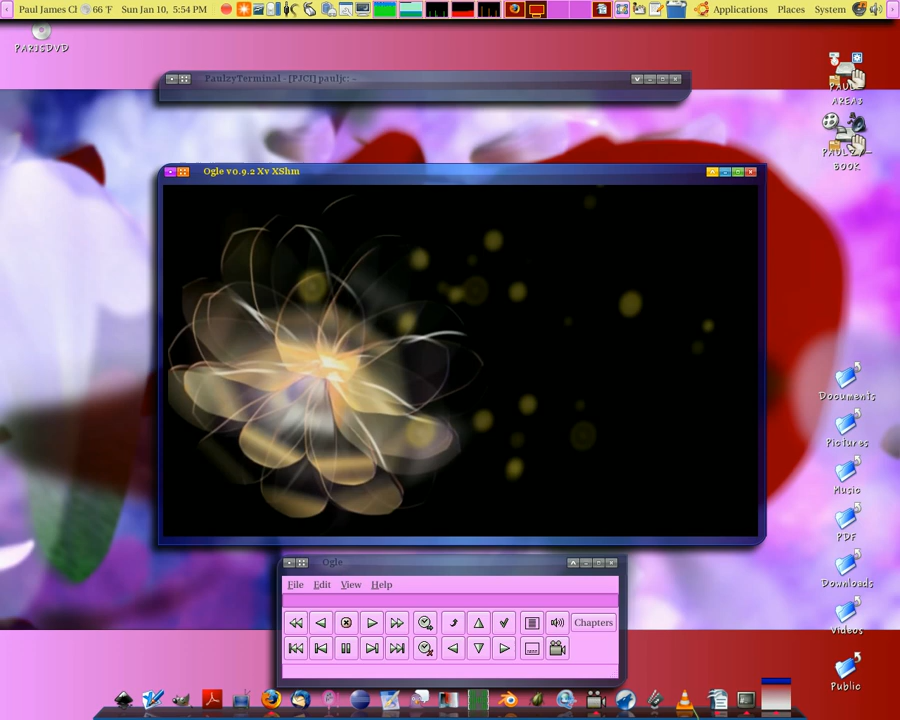 Paul James Cl 66 °F Sun Jan 10, 5:54 PM Applications Places System
PARISDVD
PaulzyTerminal - [PJCI] pauljc: ~
PAUL'Z
AREAS
BOOK
Ogle v0.9.2 Xv XShm
Documents
Pictures
Music
PDF
Downloads
Videos
Public
Ogle
File Edit View Help
Chapters